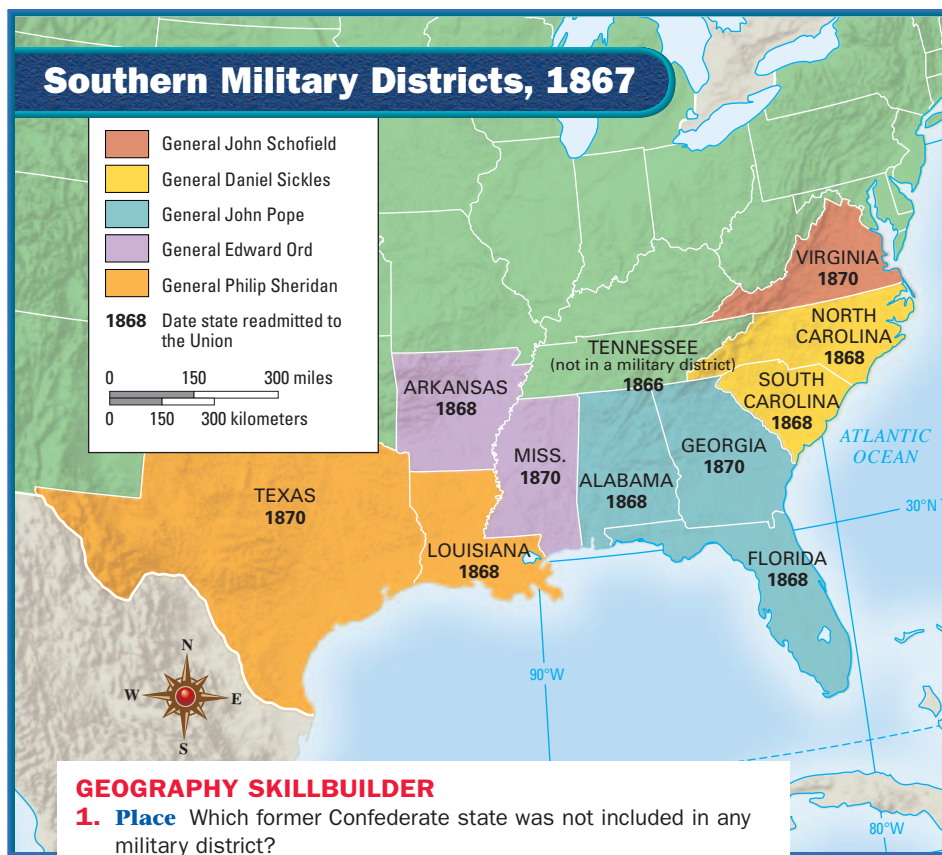 Southern Military Districts, 1867
General John Schofield
General Daniel Sickles
General John Pope
General Edward Ord
General Philip Sheridan
1868 Date state readmitted to
the Union
0 150 300 miles
0 150 300 kilometers
VIRGINIA
1870
NORTH
CAROLINA
1868
TENNESSEE
(not in a military district)
1866
SOUTH
CAROLINA
1868
ARKANSAS
1868
MISS.
1870
ALABAMA
1868
GEORGIA
1870
ATLANTIC
OCEAN
TEXAS
1870
LOUISIANA
1868
FLORIDA
1868
30°N
90°W
80°W
N
W E
S
GEOGRAPHY SKILLBUILDER
1. Place Which former Confederate state was not included in any
military district?